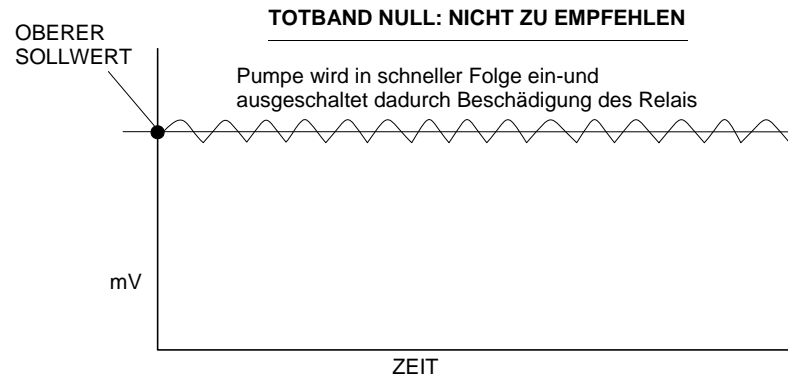 TOTBAND NULL: NICHT ZU EMPFEHLEN
OBERER
SOLLWERT
Pumpe wird in schneller Folge ein-und
ausgeschaltet dadurch Beschädigung des Relais
mV
ZEIT